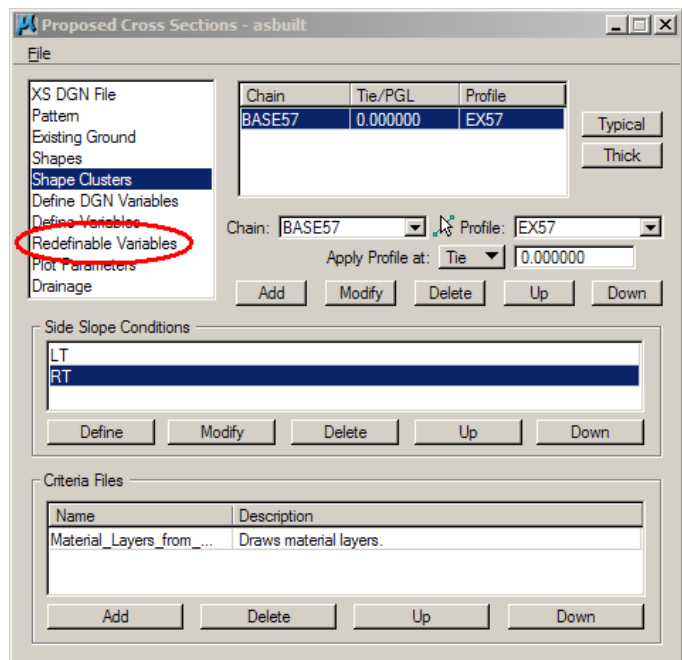 Proposed Cross Sections - asbuilt
File
XS DGN File
Pattern
Existing Ground
Shapes
Shape Clusters
Define DGN Variables
Define Variables
Redefinable Variables
Plot Parameters
Drainage
Chain Tie/PGL Profile
BASE57 0.000000 EX57
Typical
Thick
Chain: BASE57 Profile: EX57
Apply Profile at: Tie 0.000000
Add Modify Delete Up Down
Side Slope Conditions
LT
RT
Define Modify Delete Up Down
Criteria Files
Name Description
Material_Layers_from_... Draws material layers.
Add Delete Up Down